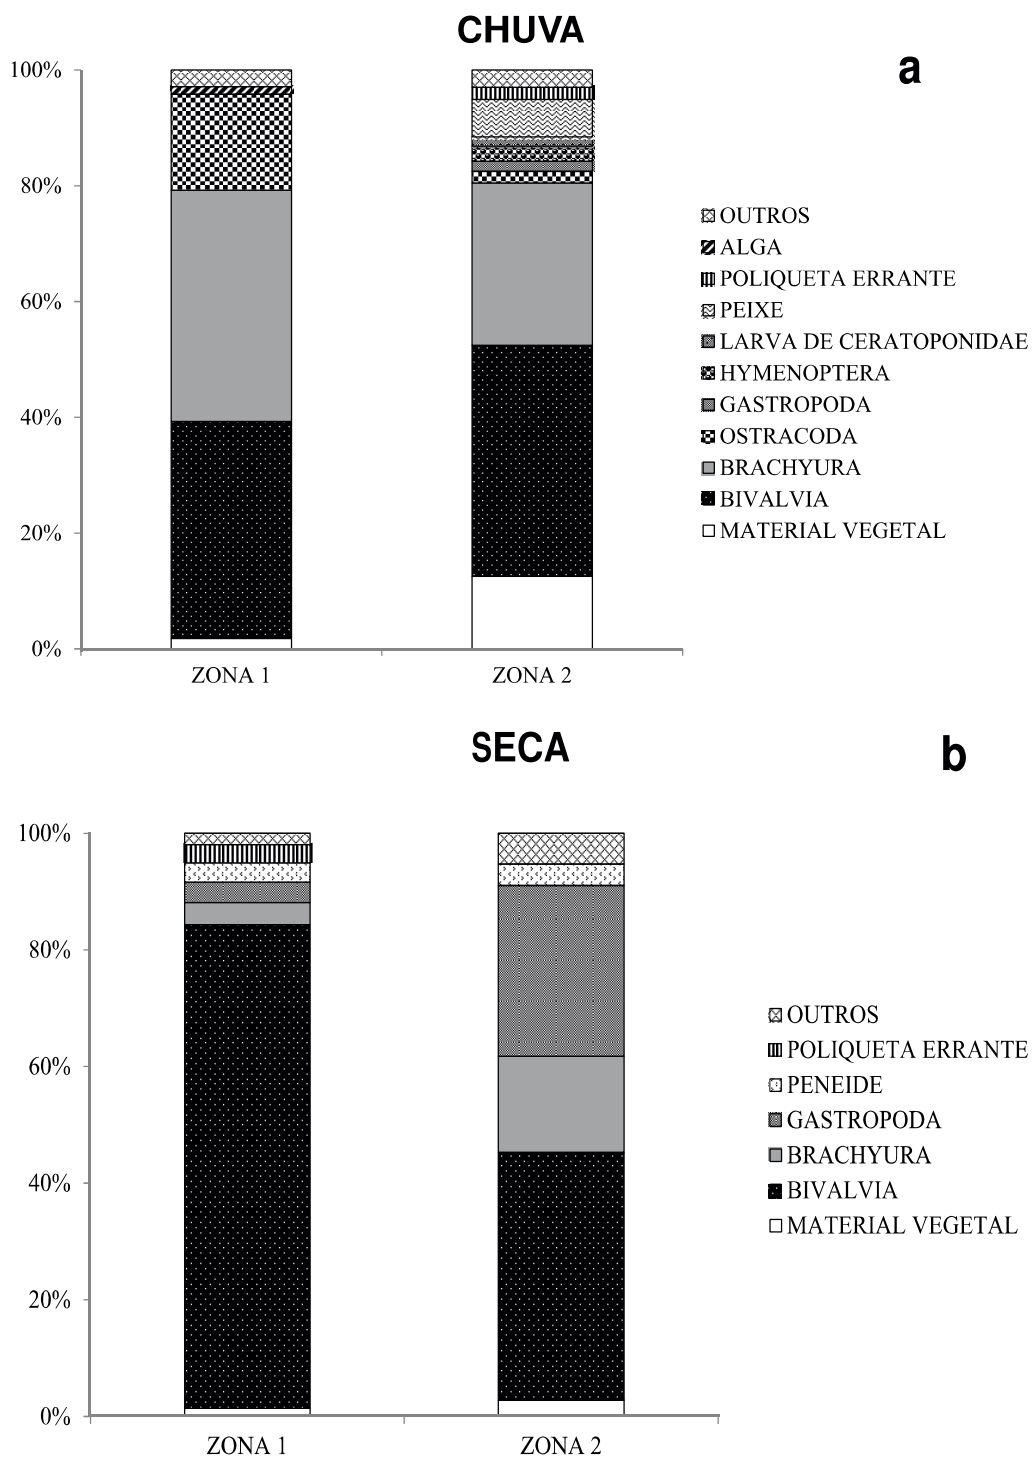 CHUVA
a
100%
80%
60%
40%
20%
0%
ZONA 1
ZONA 2
OUTROS
ALGA
POLIQUETA ERRANTE
PEIXE
LARVA DE CERATOPONIDAE
HYMENOPTERA
GASTROPODA
OSTRACODA
BRACHYURA
BIVALVIA
MATERIAL VEGETAL
SECA
b
100%
80%
60%
40%
20%
0%
ZONA 1
ZONA 2
OUTROS
POLIQUETA ERRANTE
PENEIDE
GASTROPODA
BRACHYURA
BIVALVIA
MATERIAL VEGETAL